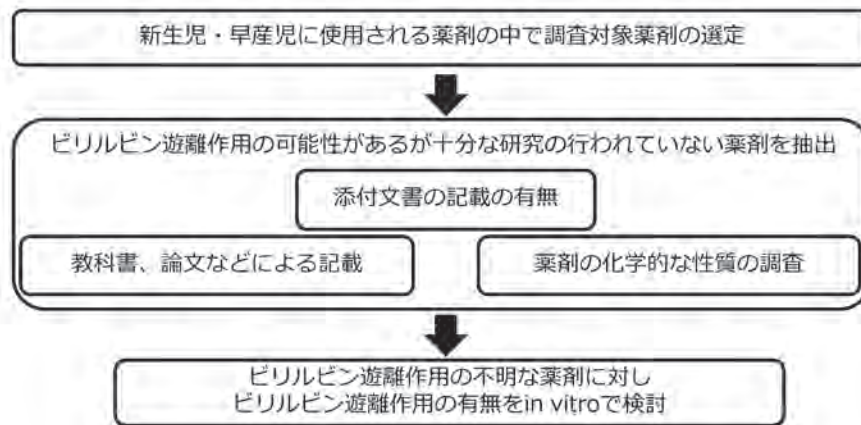 新生児・早産児に使用される薬剤の中で調査対象薬剤の選定
ビリルビン遊離作用の可能性があるが十分な研究の行われていない薬剤を抽出
添付文書の記載の有無
教科書、論文などによる記載
薬剤の化学的な性質の調査
ビリルビン遊離作用の不明な薬剤に対し
ビリルビン遊離作用の有無をin vitroで検討